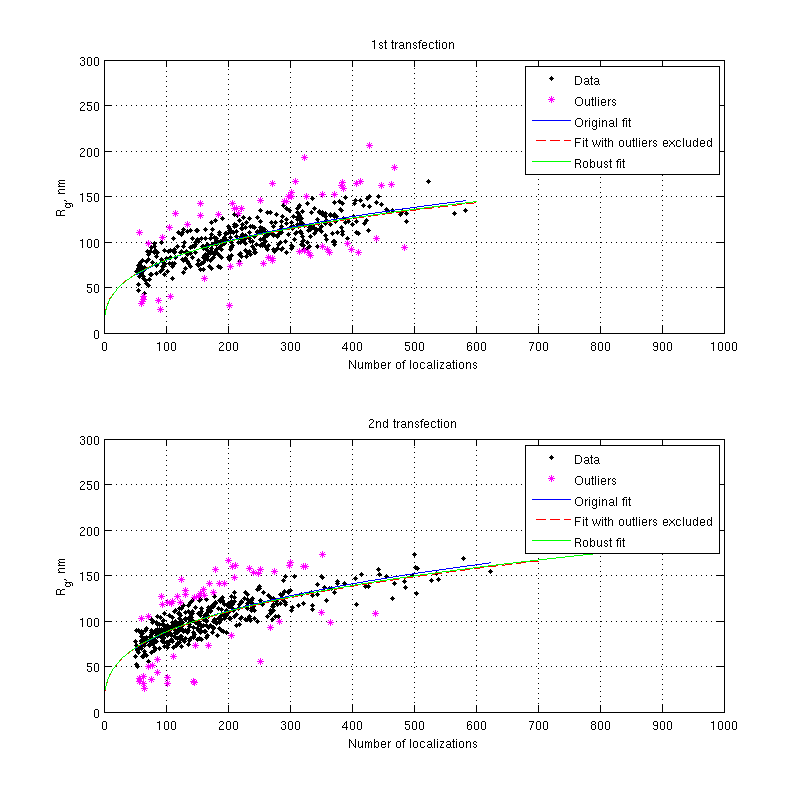 1st transfection
300
250
200
150
100
50
0
R_g, nm
Data
Outliers
Original fit
Fit with outliers excluded
Robust fit
0 100 200 300 400 500 600 700 800 900 1000
Number of localizations
2nd transfection
300
250
200
150
100
50
0
R_g, nm
Data
Outliers
Original fit
Fit with outliers excluded
Robust fit
0 100 200 300 400 500 600 700 800 900 1000
Number of localizations